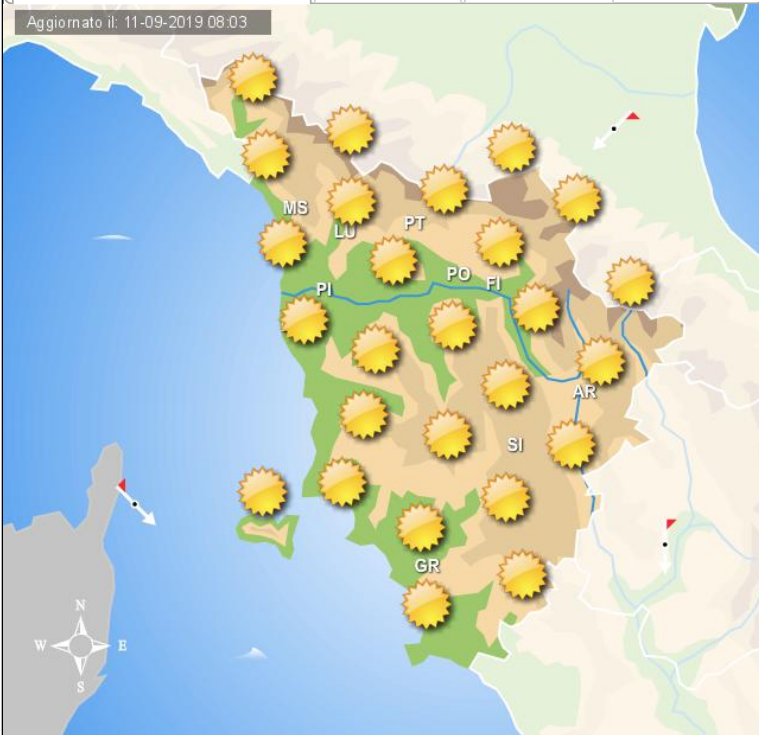 Aggiornato il: 11-09-2019 08:03
MS
LU
PT
PO
FI
PI
AR
SI
GR
N
W E
S